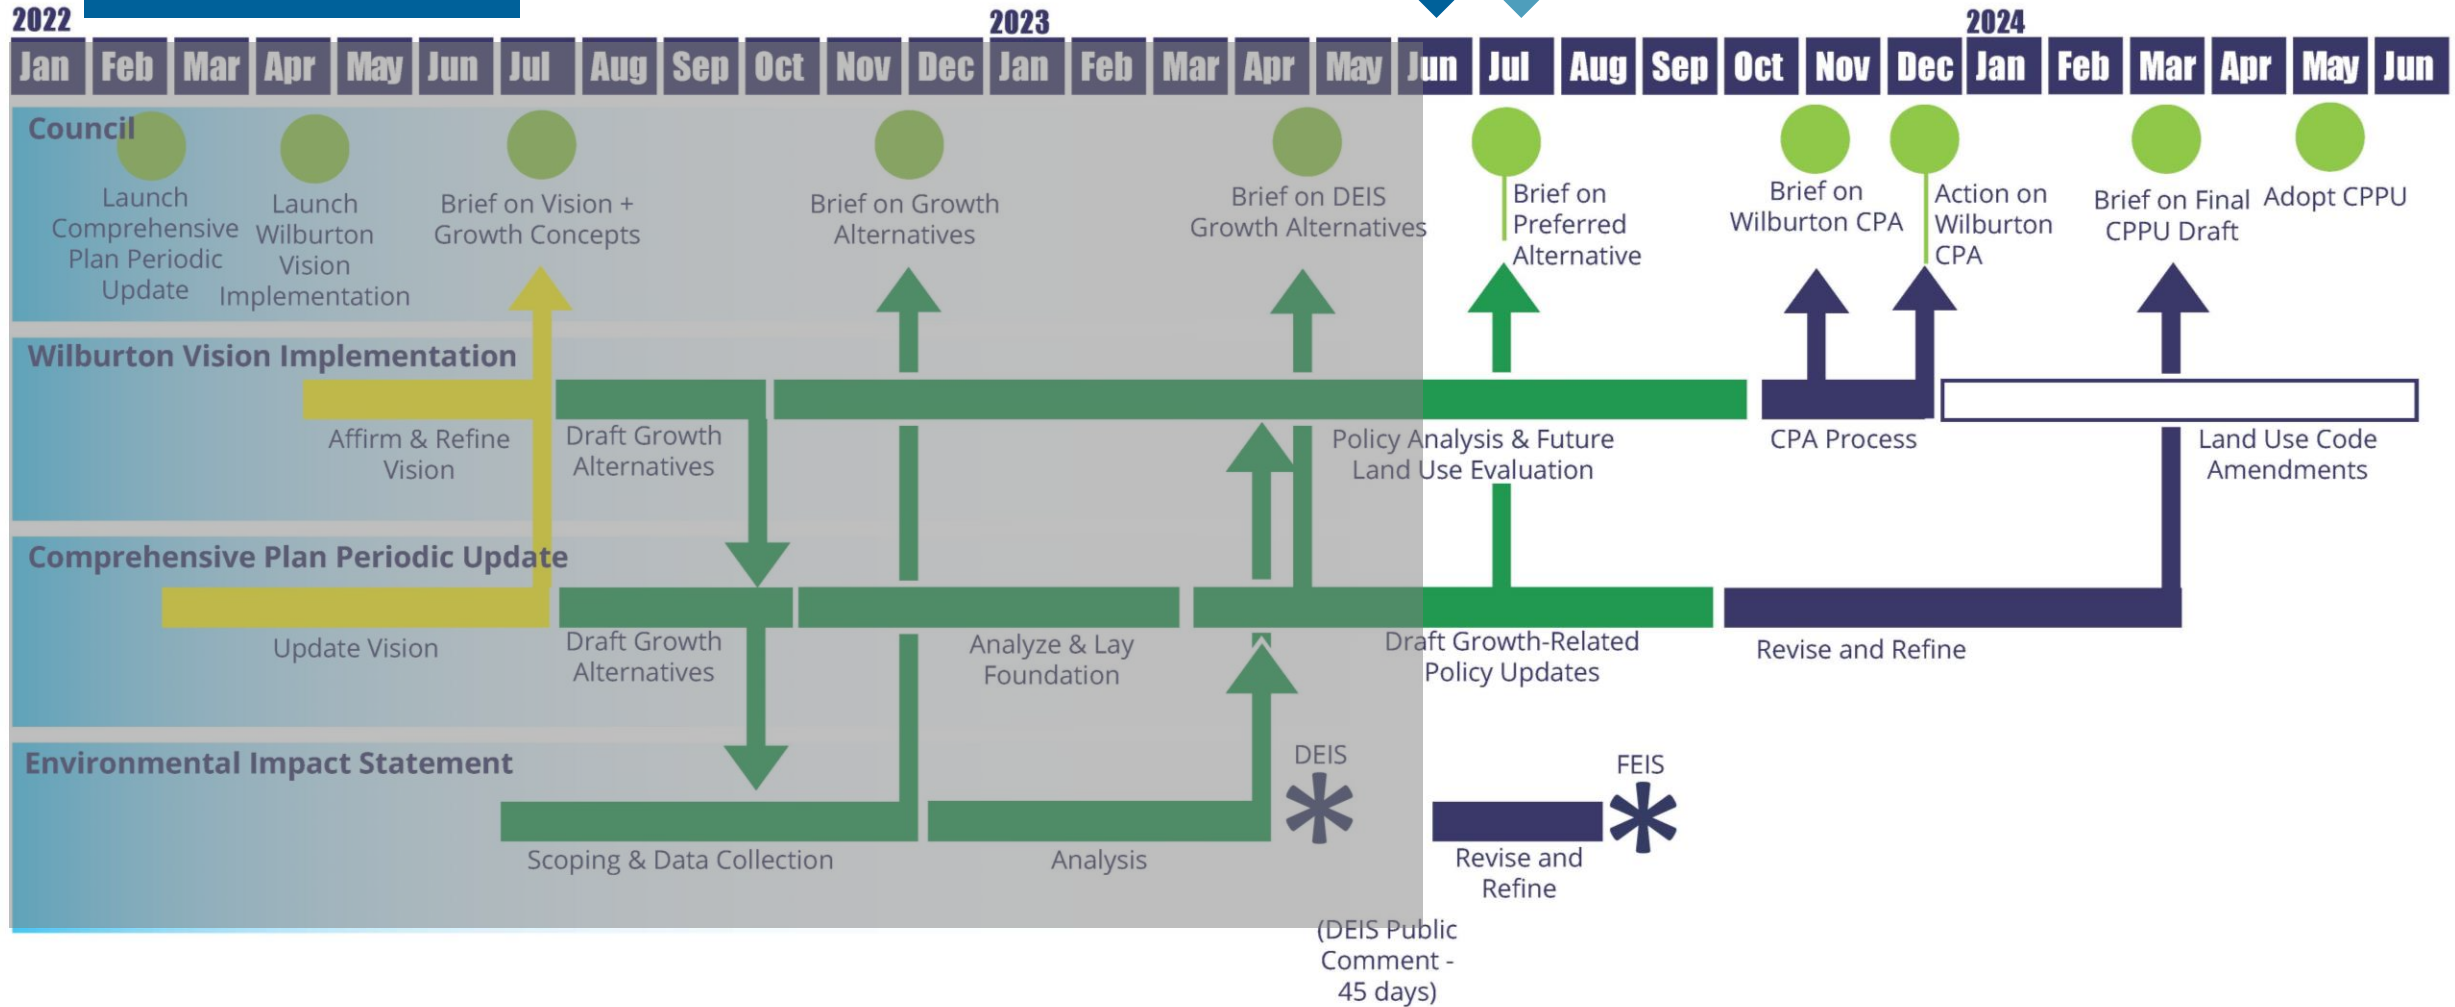 2022
2023
2024
Jan Feb Mar Apr May Jun Jul Aug Sep Oct Nov Dec Jan Feb Mar Apr May Jun Jul Aug Sep Oct Nov Dec Jan Feb Mar Apr May Jun
Council
Launch
Comprehensive
Plan Periodic
Update
Launch
Wilburton
Vision
Implementation
Brief on Vision +
Growth Concepts
Brief on Growth
Alternatives
Brief on DEIS
Growth Alternatives
Brief on
Preferred
Alternative
Brief on
Wilburton CPA
Action on
Wilburton
CPA
Brief on Final
CPPU Draft
Adopt CPPU
Wilburton Vision Implementation
Affirm & Refine
Vision
Draft Growth
Alternatives
Policy Analysis & Future
Land Use Evaluation
CPA Process
Land Use Code
Amendments
Comprehensive Plan Periodic Update
Update Vision
Draft Growth
Alternatives
Analyze & Lay
Foundation
Draft Growth-Related
Policy Updates
Revise and Refine
Environmental Impact Statement
Scoping & Data Collection
Analysis
DEIS
(DEIS Public
Comment -
45 days)
Revise and
Refine
FEIS